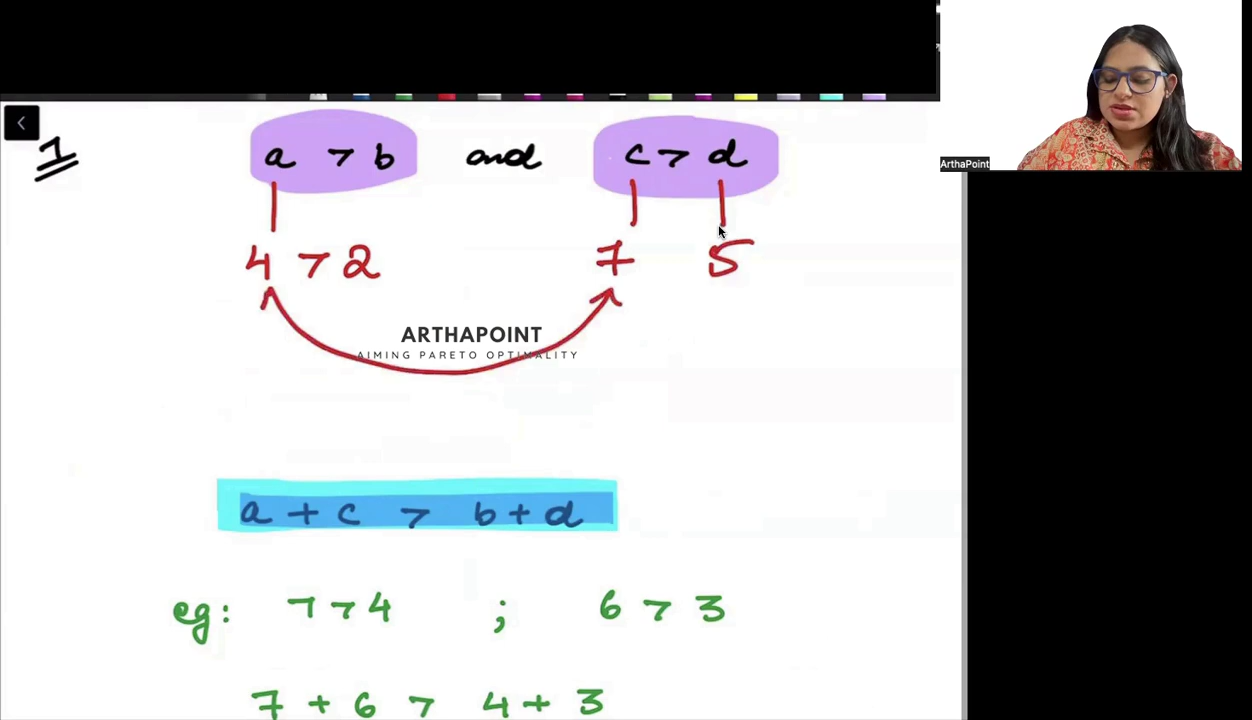 1 a > b and c > d
4 > 2 7 5
ARTHAPOINT
AIMING PARETO OPTIMALITY
a + c > b + d
eg: 7 > 4 ; 6 > 3
7 + 6 > 4 + 3
ArthaPoint